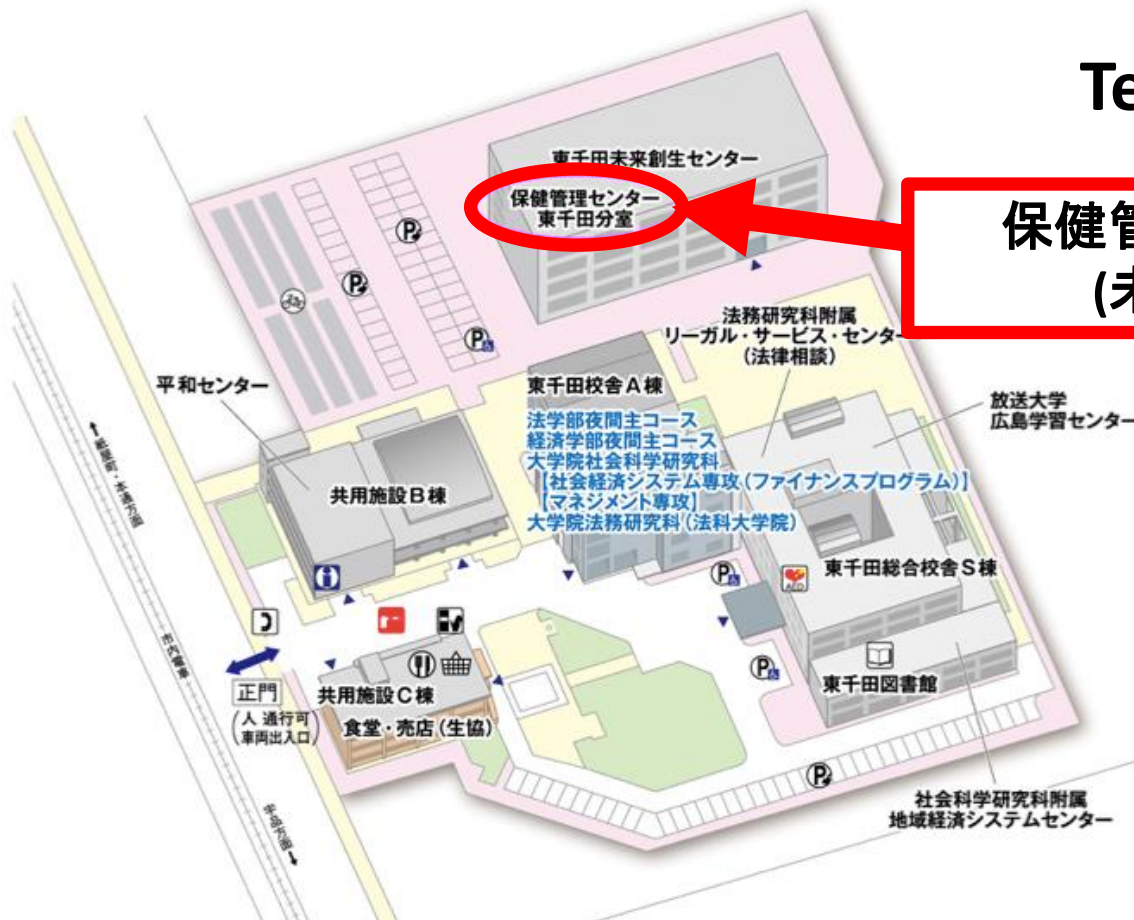 Te
東千田未来創生センター
保健管理センター
東千田分室
保健管
(未
法務研究科附属
リーガル・サービス・センター
(法律相談)
平和センター
東千田校舎A棟
法学部夜間主コース
経済学部夜間主コース
大学院社会科学研究科
【社会経済システム専攻(ファイナンスプログラム)】
【マネジメント専攻】
大学院法務研究科(法科大学院)
放送大学
広島学習センター
共用施設B棟
紙屋町・本通方面
東千田総合校舎S棟
AED
市内電車
正門
(人 通行可
車両出入口)
共用施設C棟
食堂・売店(生協)
東千田図書館
宇品方面
社会科学研究科附属
地域経済システムセンター
P
P
P
P
P
P